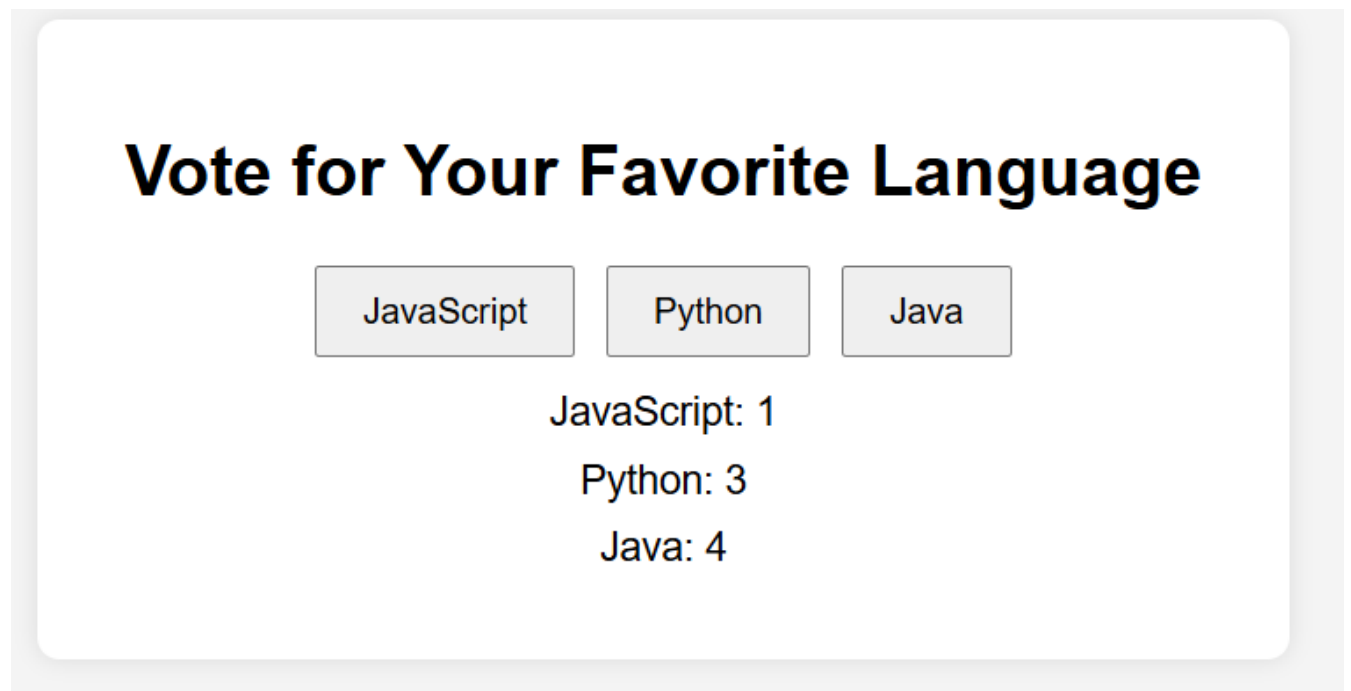 Vote for Your Favorite Language
JavaScript Python Java
JavaScript: 1
Python: 3
Java: 4